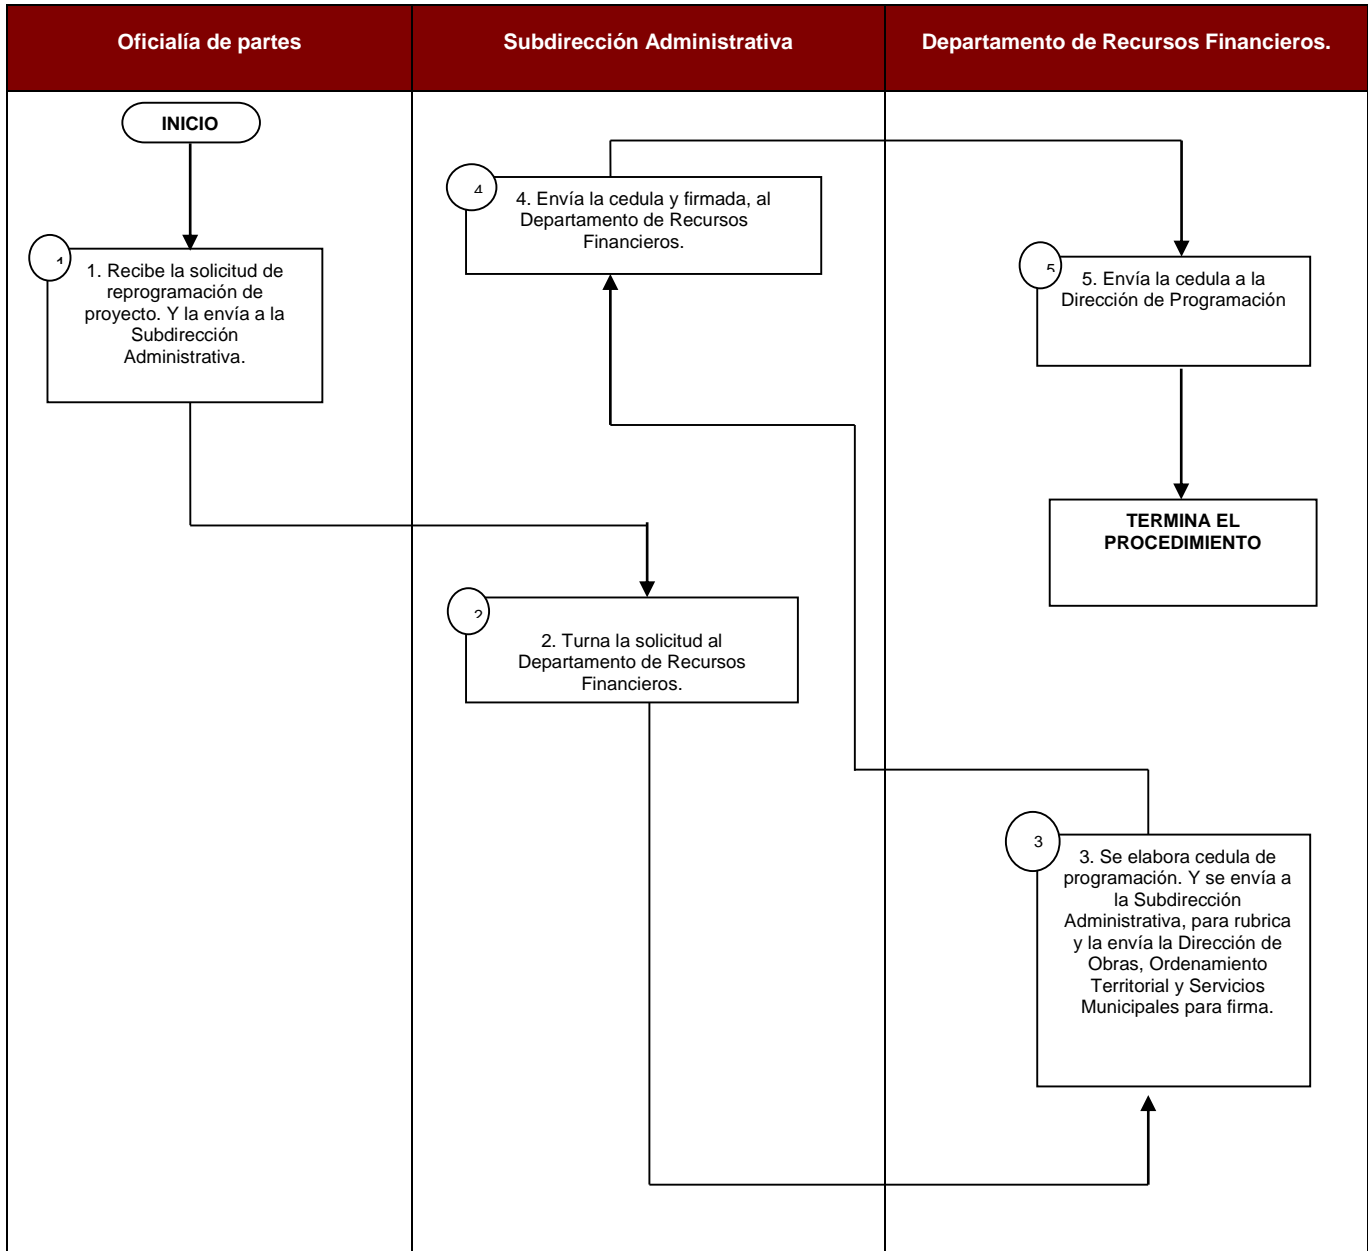 Oficialía de partes
Subdirección Administrativa
Departamento de Recursos Financieros.
INICIO
1. Recibe la solicitud de
reprogramación de
proyecto. Y la envía a la
Subdirección
Administrativa.
4
4. Envía la cedula y firmada, al
Departamento de Recursos
Financieros.
5
5. Envía la cedula a la
Dirección de Programación
TERMINA EL
PROCEDIMIENTO
2
2. Turna la solicitud al
Departamento de Recursos
Financieros.
3
3. Se elabora cedula de
programación. Y se envía a
la Subdirección
Administrativa, para rubrica
y la envía la Dirección de
Obras, Ordenamiento
Territorial y Servicios
Municipales para firma.